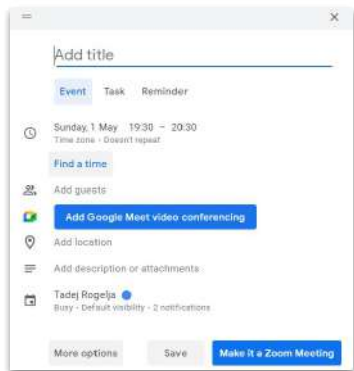 Add title
Event Task Reminder
Sunday, 1 May 19:30 – 20:30
Time zone · Doesn't repeat
Find a time
Add guests
Add Google Meet video conferencing
Add location
Add description or attachments
Tadej Rogelja
Busy · Default visibility · 2 notifications
More options Save Make it a Zoom Meeting